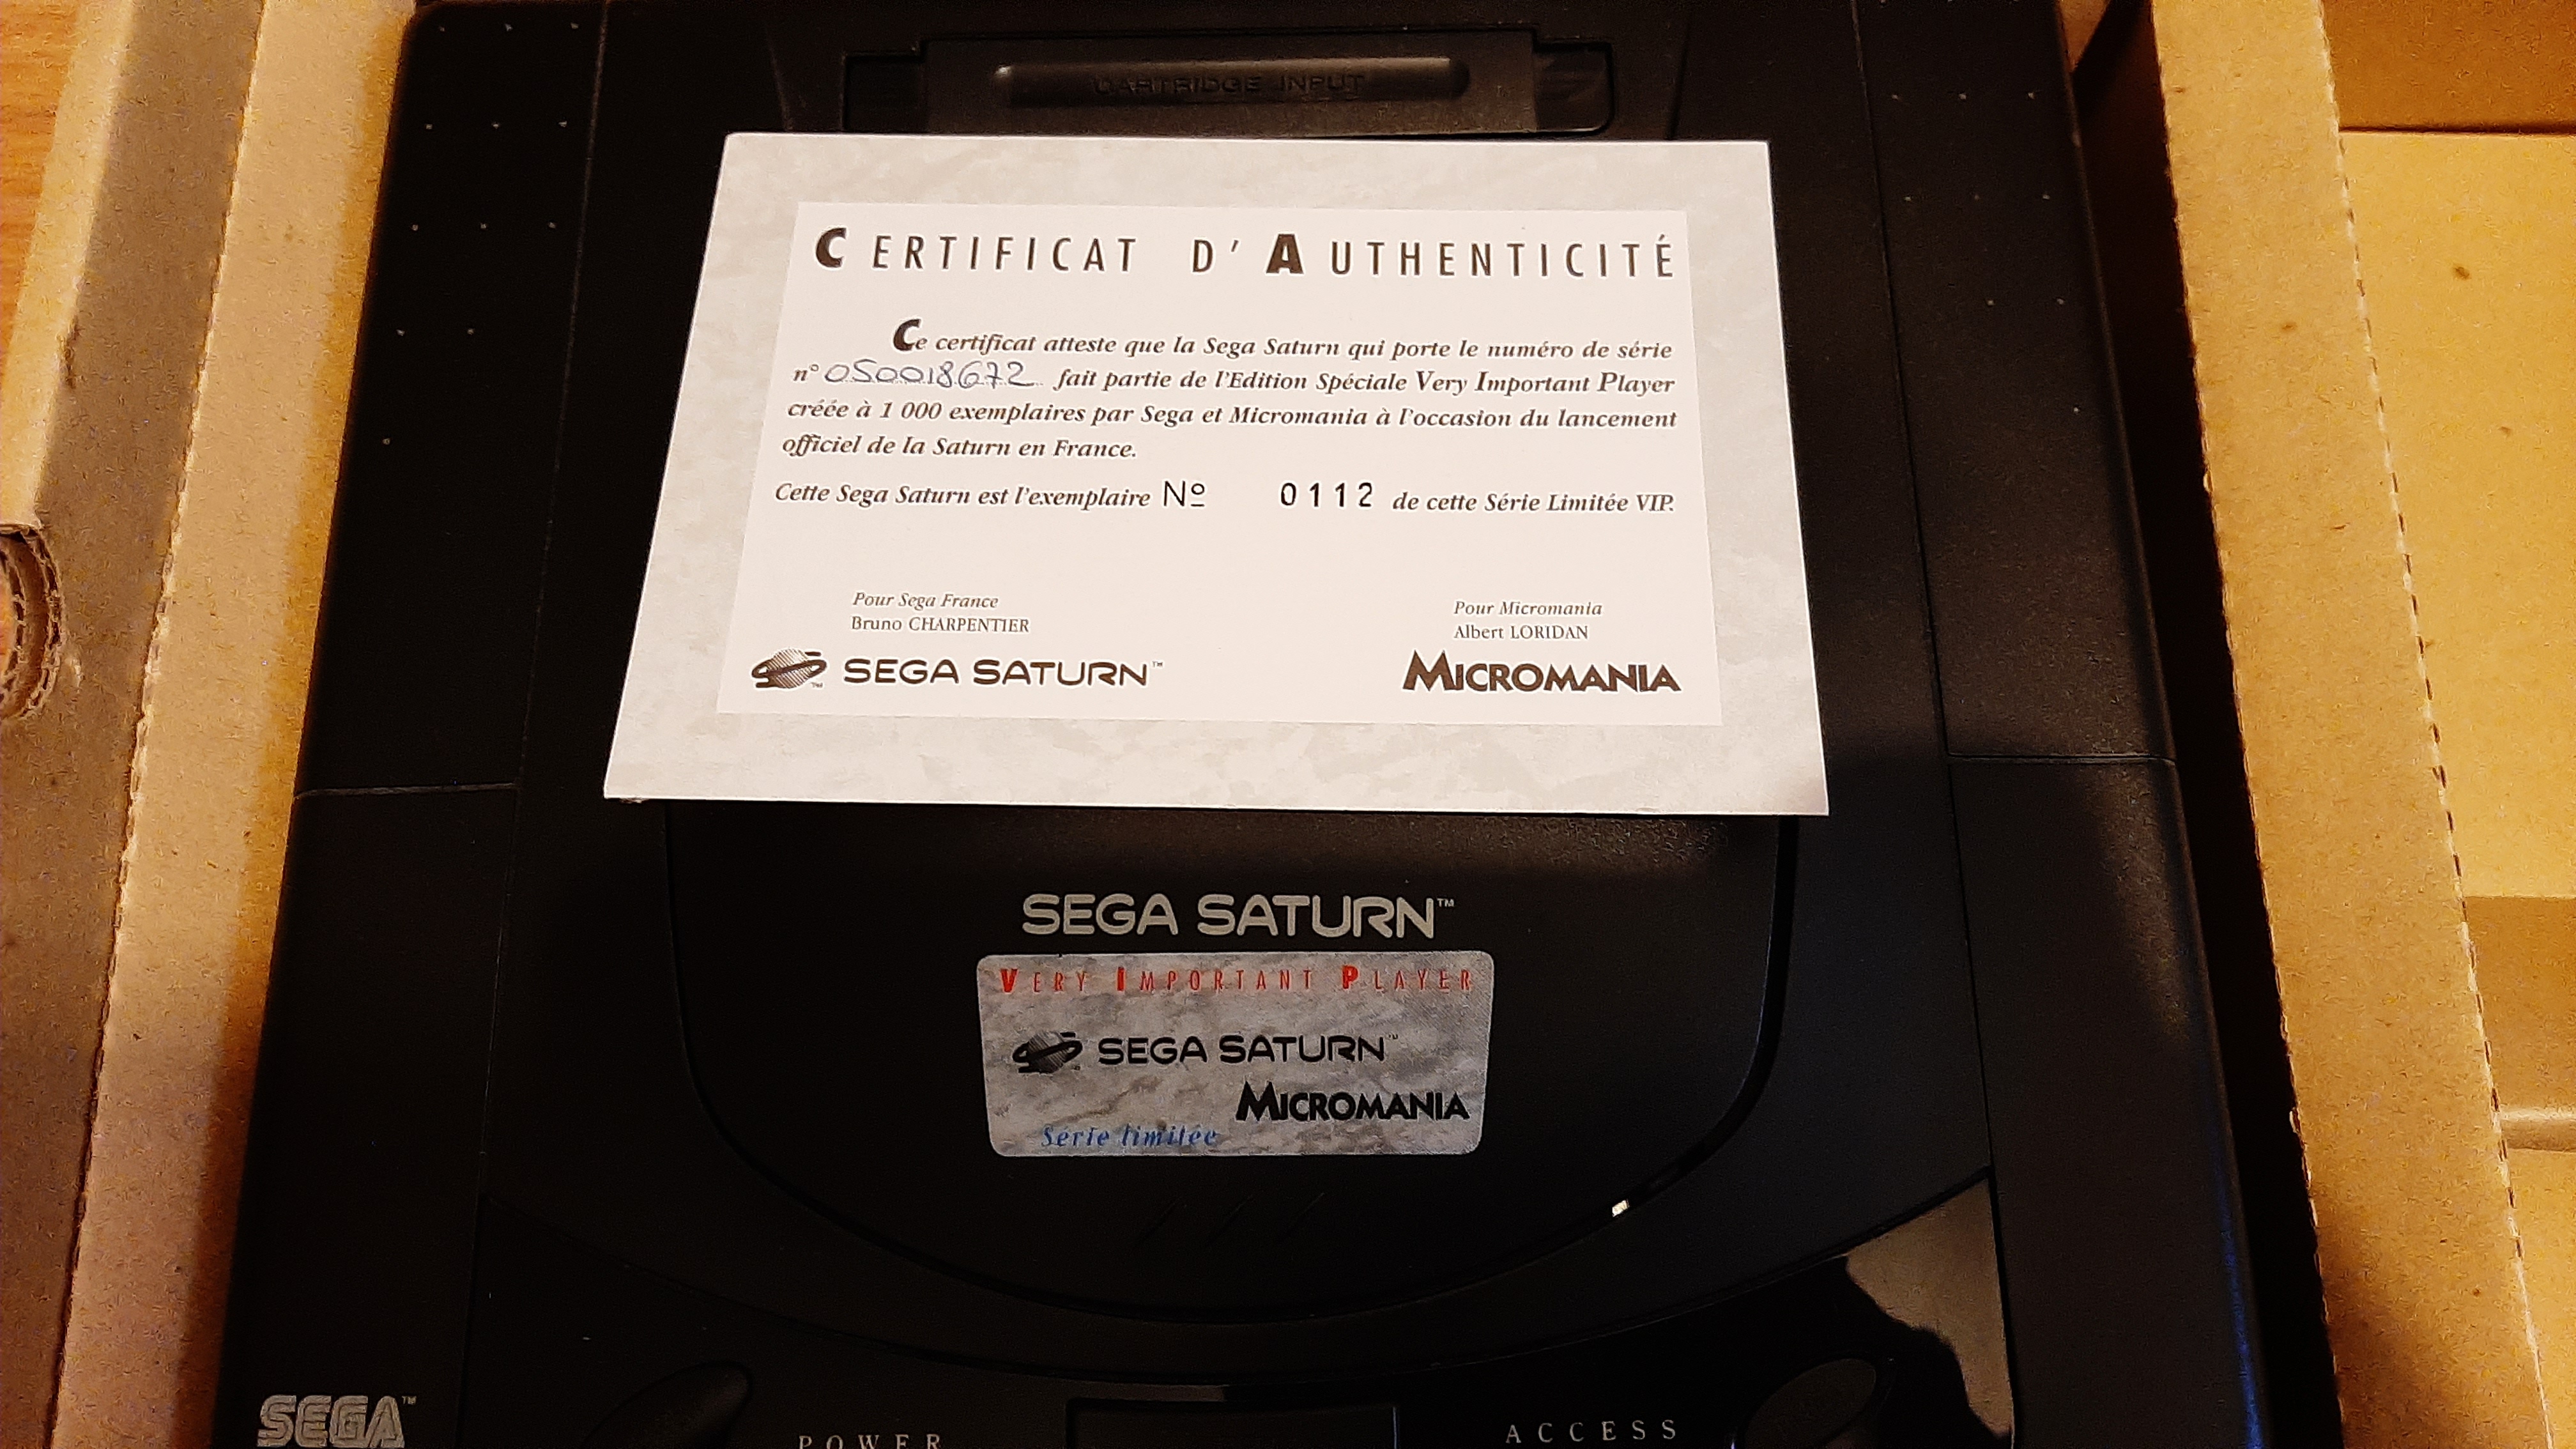 CARTRIDGE INPUT
CERTIFICAT D'AUTHENTICITÉ
Ce certificat atteste que la Sega Saturn qui porte le numéro de série
n° 050018672 fait partie de l'Edition Spéciale Very Important Player
créée à 1 000 exemplaires par Sega et Micromania à l'occasion du lancement
officiel de la Saturn en France.
Cette Sega Saturn est l'exemplaire Nº 0112 de cette Série Limitée VIP.
Pour Sega France
Bruno CHARPENTIER
SEGA SATURN™
Pour Micromania
Albert LORIDAN
MICROMANIA
SEGA SATURN™
VERY IMPORTANT PLAYER
SEGA SATURN™
MICROMANIA
Série limitée
SEGA™
POWER
ACCESS